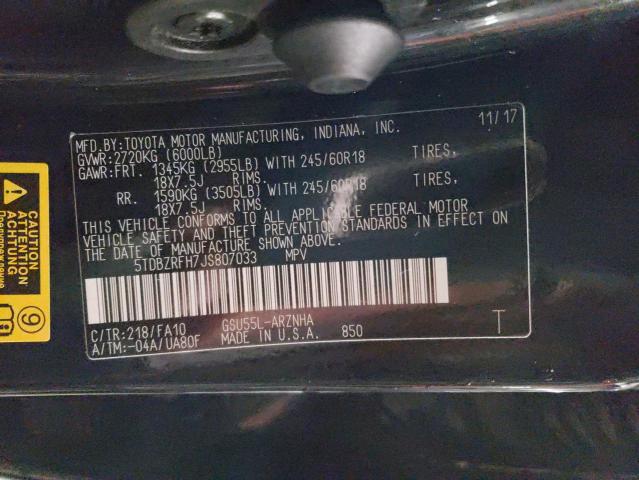 11/17
MFD.BY:TOYOTA MOTOR MANUFACTURING, INDIANA, INC.
GVWR:2720KG (6000LB)
GAWR:FRT. 1345KG (2955LB) WITH 245/60R18 TIRES,
18X7.5J RIMS.
RR. 1590KG (3505LB) WITH 245/60R18 TIRES,
18X7.5J RIMS.
THIS VEHICLE CONFORMS TO ALL APPLICABLE FEDERAL MOTOR
VEHICLE SAFETY AND THEFT PREVENTION STANDARDS IN EFFECT ON
THE DATE OF MANUFACTURE SHOWN ABOVE.
5TDBZRFH7JS807033 MPV
C/TR:218/FA10 GSU55L-ARZNHA
A/TM:-04A/UA80F MADE IN U.S.A. 850 T
CAUTION
ATTENTION
Предупреждение
9